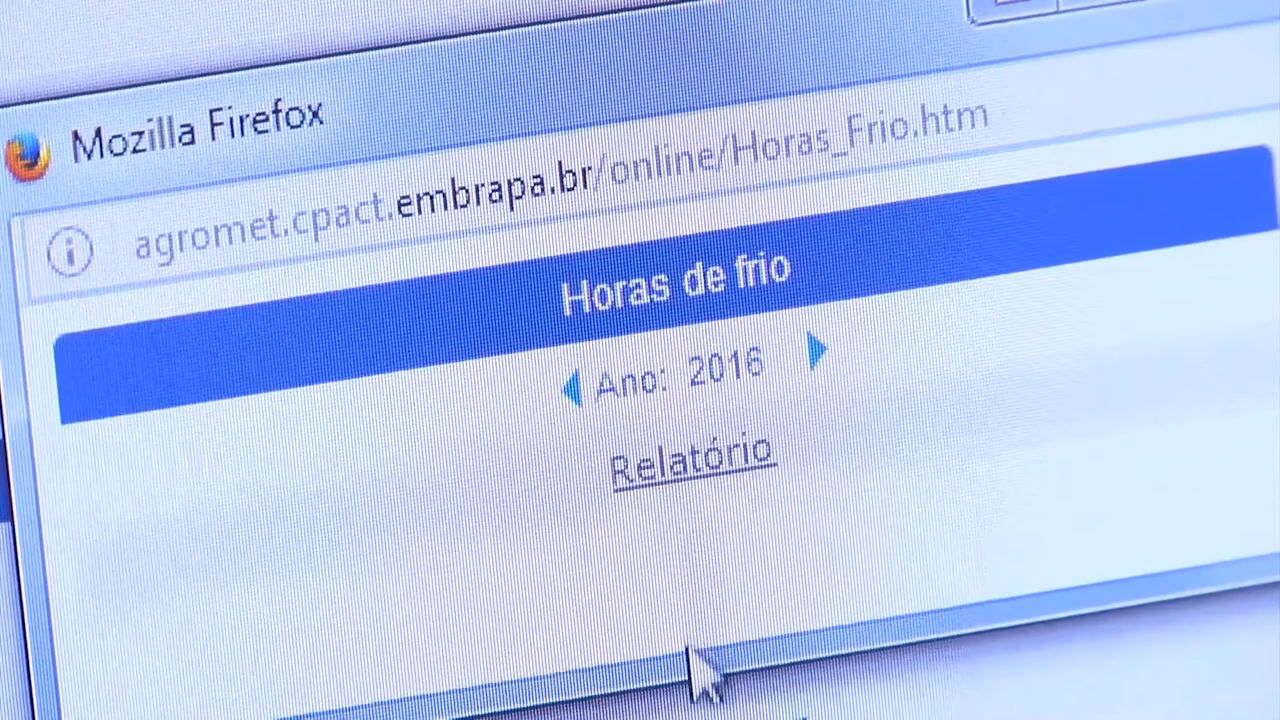 Mozilla Firefox
agromet.cpact.embrapa.br/online/Horas_Frio.htm
Horas de frio
Ano: 2016
Relatório